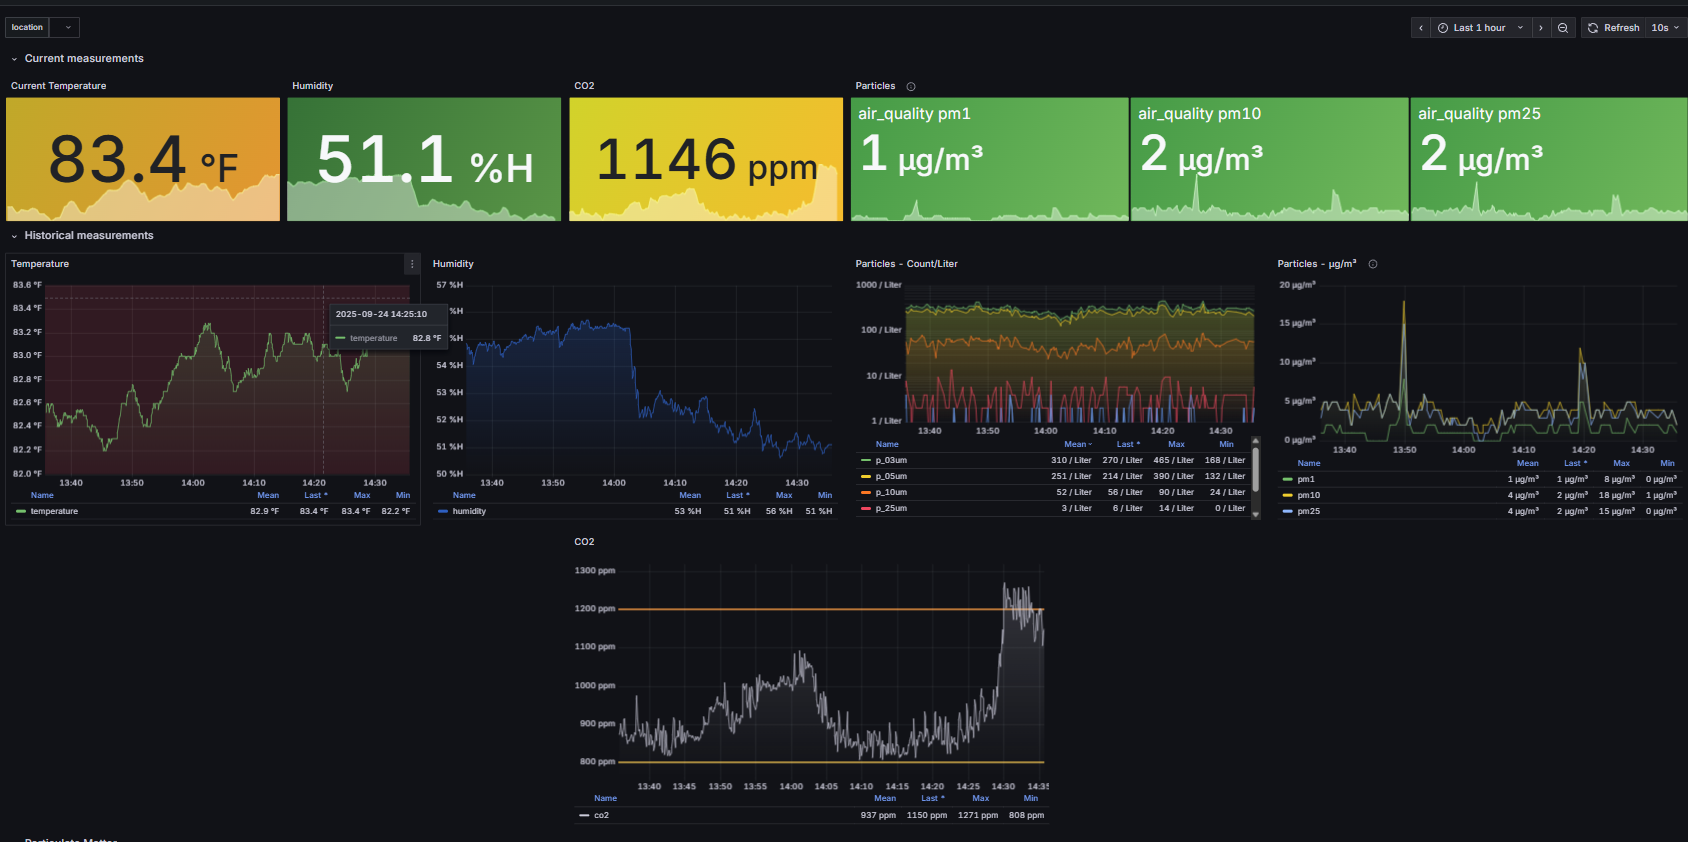 location
Last 1 hour
Refresh
10s
Current measurements
Current Temperature
Humidity
CO2
Particles
83.4 °F
51.1 %H
1146 ppm
air_quality pm1
1 µg/m³
air_quality pm10
2 µg/m³
air_quality pm25
2 µg/m³
Historical measurements
Temperature
83.6 °F
83.4 °F
83.2 °F
83.0 °F
82.8 °F
82.6 °F
82.4 °F
82.2 °F
82.0 °F
13:40 13:50 14:00 14:10 14:20 14:30
2025-09-24 14:25:10
temperature 82.8 °F
Name Mean Last * Max Min
temperature 82.9 °F 83.4 °F 83.4 °F 82.2 °F
Humidity
57 %H
%H
%H
54 %H
53 %H
52 %H
51 %H
50 %H
13:40 13:50 14:00 14:10 14:20 14:30
Name Mean Last * Max Min
humidity 53 %H 51 %H 56 %H 51 %H
Particles - Count/Liter
1000 / Liter
100 / Liter
10 / Liter
1 / Liter
13:40 13:50 14:00 14:10 14:20 14:30
Name Mean Last * Max Min
p_03um 310 / Liter 270 / Liter 465 / Liter 168 / Liter
p_05um 251 / Liter 214 / Liter 390 / Liter 132 / Liter
p_10um 52 / Liter 56 / Liter 90 / Liter 24 / Liter
p_25um 3 / Liter 6 / Liter 14 / Liter 0 / Liter
Particles - µg/m³
20 µg/m³
15 µg/m³
10 µg/m³
5 µg/m³
0 µg/m³
13:40 13:50 14:00 14:10 14:20 14:30
Name Mean Last * Max Min
pm1 1 µg/m³ 1 µg/m³ 8 µg/m³ 0 µg/m³
pm10 4 µg/m³ 2 µg/m³ 18 µg/m³ 1 µg/m³
pm25 4 µg/m³ 2 µg/m³ 15 µg/m³ 0 µg/m³
CO2
1300 ppm
1200 ppm
1100 ppm
1000 ppm
900 ppm
800 ppm
13:40 13:45 13:50 13:55 14:00 14:05 14:10 14:15 14:20 14:25 14:30 14:35
Name Mean Last * Max Min
co2 937 ppm 1150 ppm 1271 ppm 808 ppm
Particulate Matter